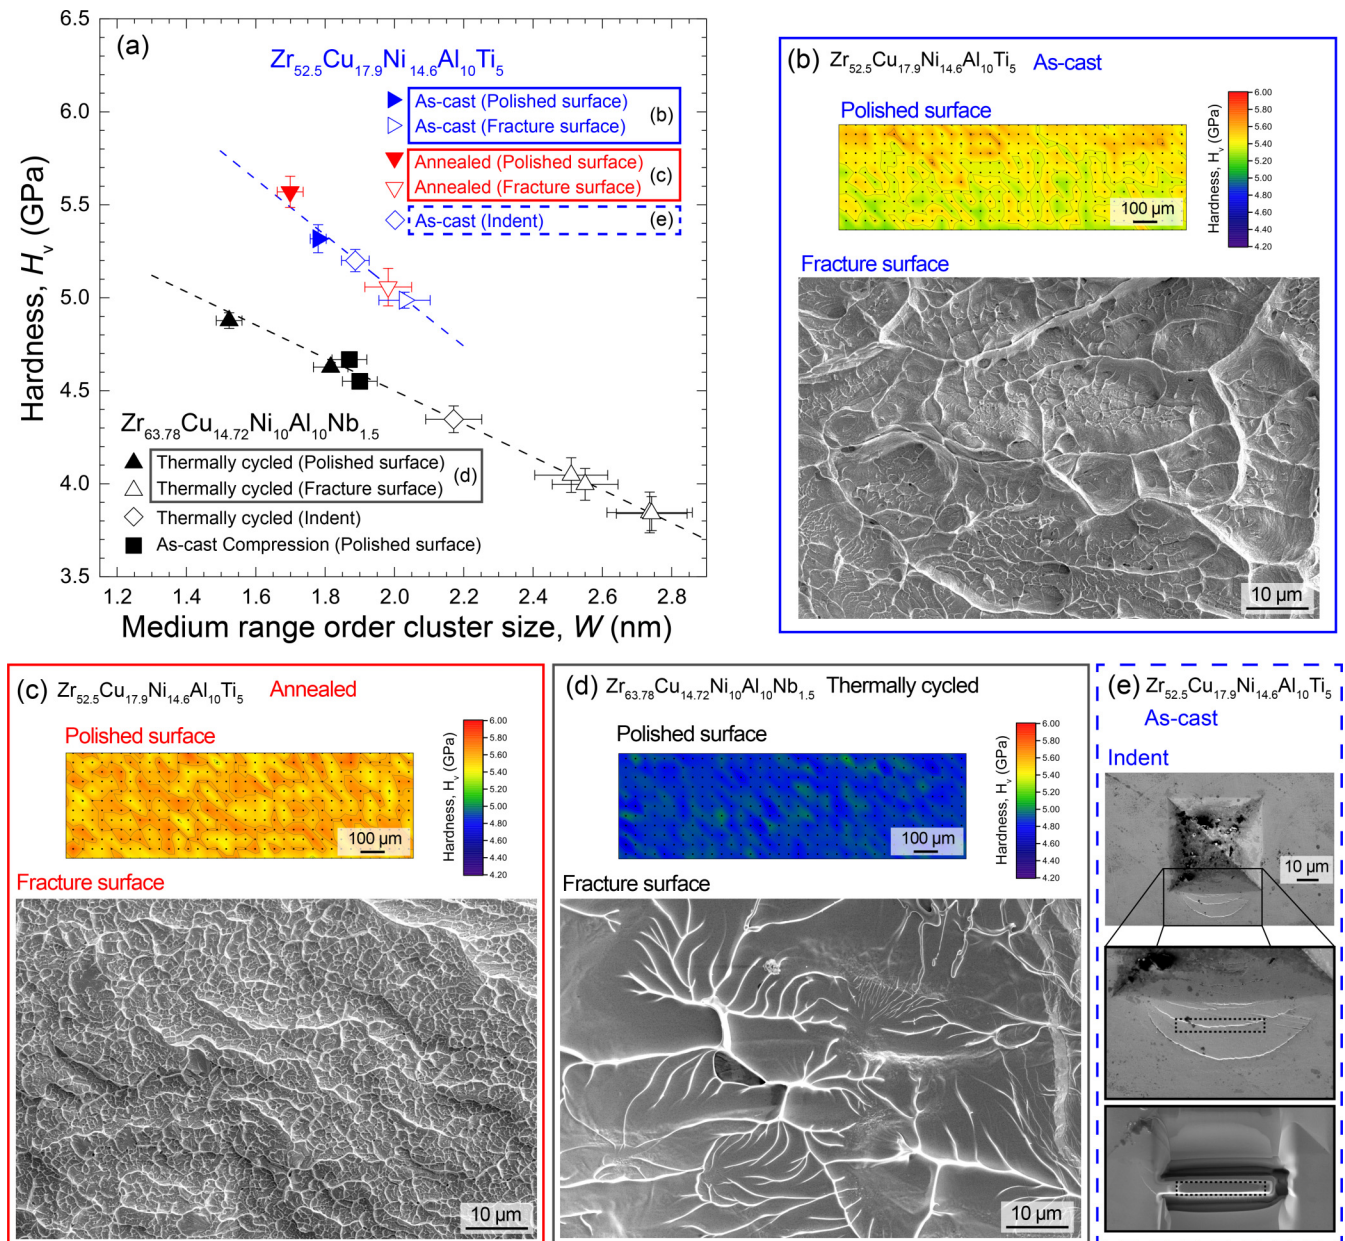 (a)
Zr52.5Cu17.9Ni14.6Al10Ti5
As-cast (Polished surface)
As-cast (Fracture surface)
(b)
Annealed (Polished surface)
Annealed (Fracture surface)
(c)
As-cast (Indent)
(e)
6.5
6.0
5.5
5.0
4.5
4.0
3.5
Hardness, Hv (GPa)
Zr63.78Cu14.72Ni10Al10Nb1.5
Thermally cycled (Polished surface)
Thermally cycled (Fracture surface)
(d)
Thermally cycled (Indent)
As-cast Compression (Polished surface)
1.2 1.4 1.6 1.8 2.0 2.2 2.4 2.6 2.8
Medium range order cluster size, W (nm)
(b) Zr52.5Cu17.9Ni14.6Al10Ti5 As-cast
Polished surface
100 µm
Hardness, Hv (GPa)
6.00
5.80
5.60
5.40
5.20
5.00
4.80
4.60
4.40
4.20
Fracture surface
10 µm
(c) Zr52.5Cu17.9Ni14.6Al10Ti5 Annealed
Polished surface
100 µm
Hardness, Hv (GPa)
6.00
5.80
5.60
5.40
5.20
5.00
4.80
4.60
4.40
4.20
Fracture surface
10 µm
(d) Zr63.78Cu14.72Ni10Al10Nb1.5 Thermally cycled
Polished surface
100 µm
Hardness, Hv (GPa)
6.00
5.80
5.60
5.40
5.20
5.00
4.80
4.60
4.40
4.20
Fracture surface
10 µm
(e) Zr52.5Cu17.9Ni14.6Al10Ti5
As-cast
Indent
10 µm